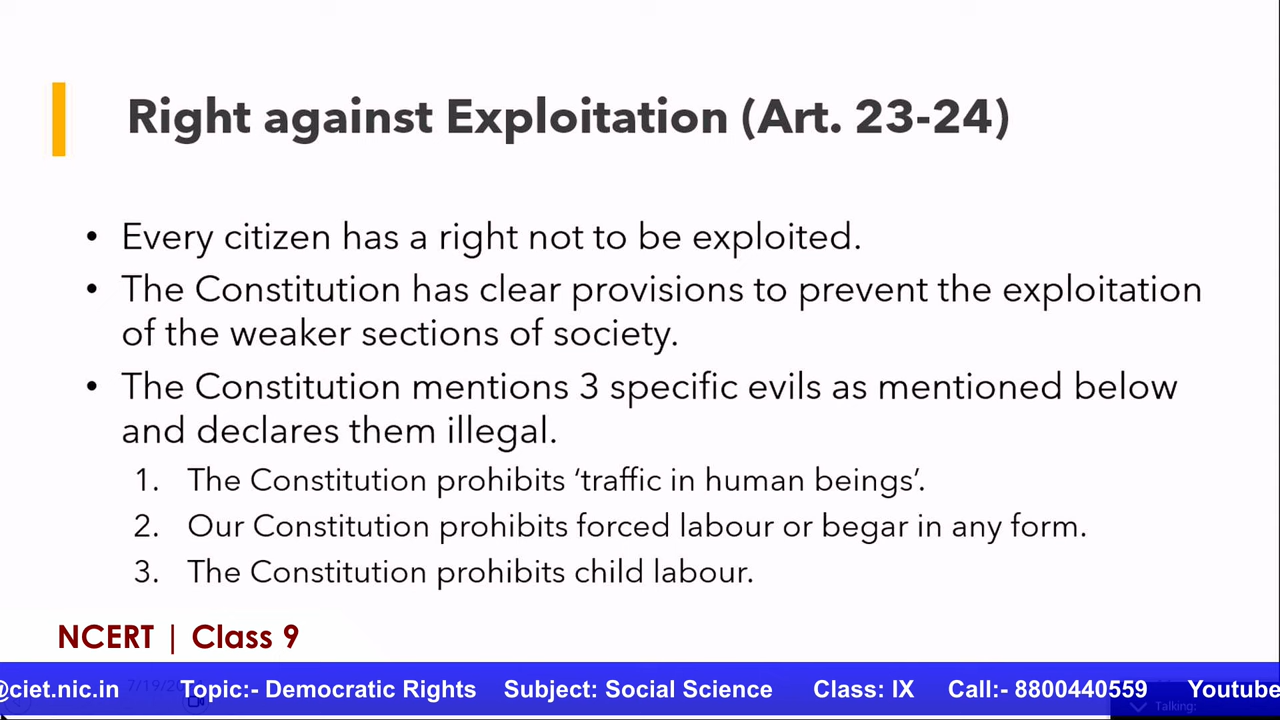 Right against Exploitation (Art. 23-24)
• Every citizen has a right not to be exploited.
• The Constitution has clear provisions to prevent the exploitation
of the weaker sections of society.
• The Constitution mentions 3 specific evils as mentioned below
and declares them illegal.
1. The Constitution prohibits ‘traffic in human beings’.
2. Our Constitution prohibits forced labour or begar in any form.
3. The Constitution prohibits child labour.
NCERT | Class 9
@ciet.nic.in Topic:- Democratic Rights Subject: Social Science Class: IX Call:- 8800440559 Youtube
Talking: